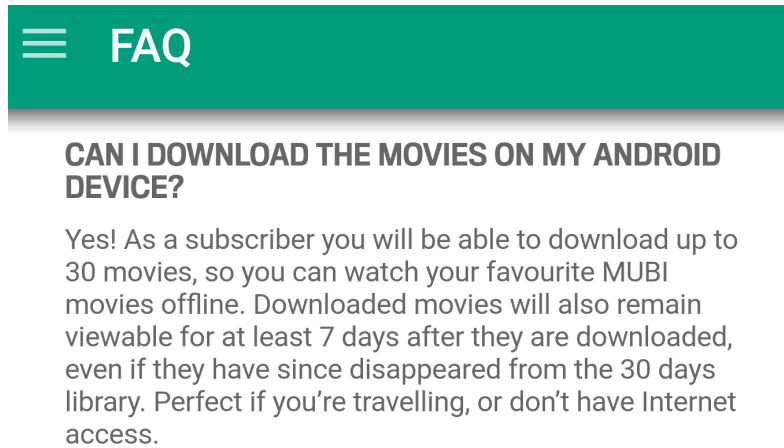 FAQ
CAN I DOWNLOAD THE MOVIES ON MY ANDROID
DEVICE?
Yes! As a subscriber you will be able to download up to
30 movies, so you can watch your favourite MUBI
movies offline. Downloaded movies will also remain
viewable for at least 7 days after they are downloaded,
even if they have since disappeared from the 30 days
library. Perfect if you’re travelling, or don’t have Internet
access.